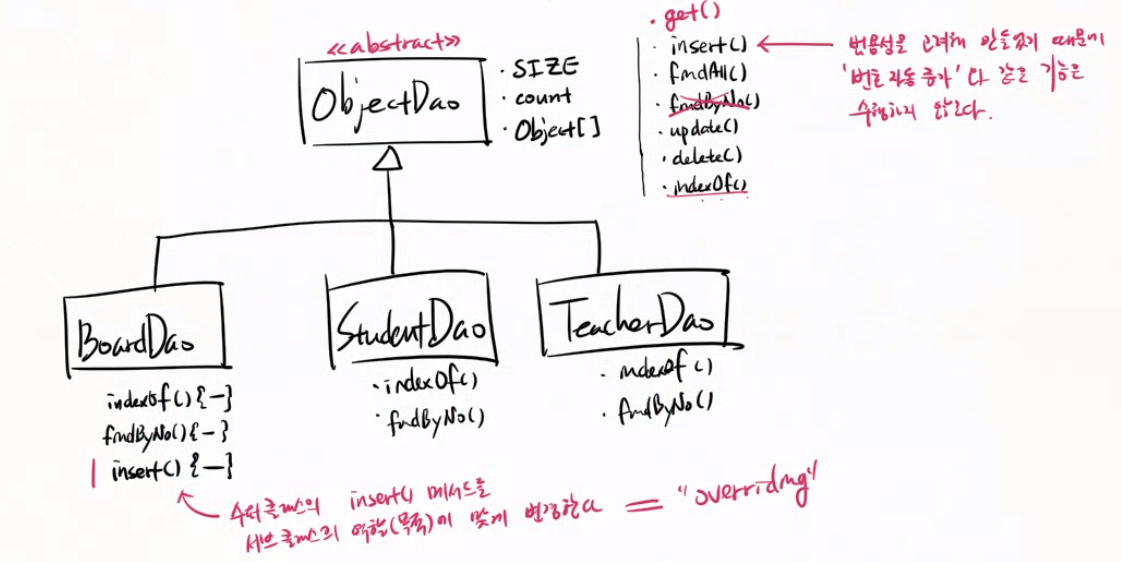 <<abstract>>
ObjectDao
· SIZE
· count
· Object[]
· get()
· insert()
· findAll()
· findByNo()
· update()
· delete()
· indexOf()
범용성을 고려해 만들었기 때문에
'번호 자동 증가'와 같은 기능은
수행하지 않는다.
BoardDao
indexOf() {―}
findByNo() {―}
insert() {―}
StudentDao
· indexOf()
· findByNo()
TeacherDao
· indexOf()
· findByNo()
수퍼클래스의 insert() 메서드를
서브클래스의 역할(목적)에 맞게 변경한다 = "overriding"